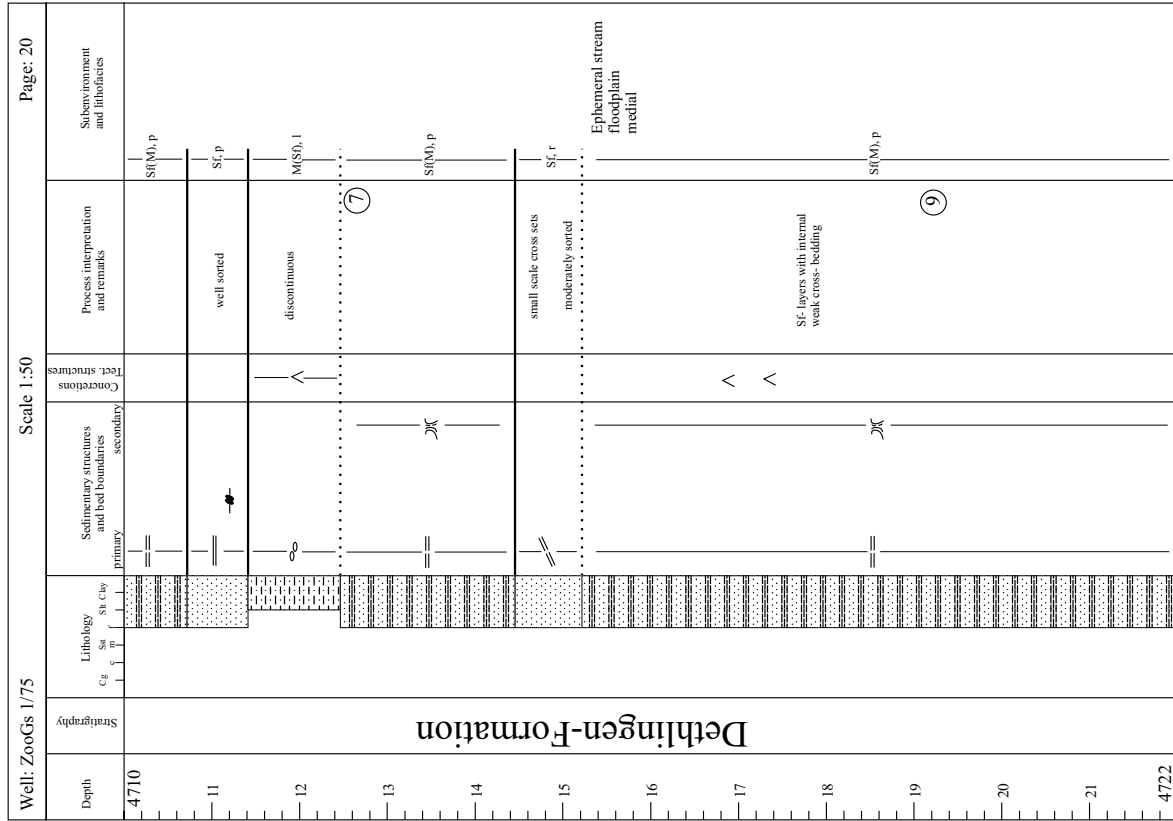 Well: ZooGs 1/75
Scale 1:50
Page: 20
Depth
Stratigraphy
Lithology
Cg
c
Sst
m
f
Slt
Clay
Sedimentary structures
and bed boundaries
primary
secondary
Concretions
Tect. structures
Process interpretation
and remarks
Subenvironment
and lithofacies
4710
11
12
13
14
15
16
17
18
19
20
21
4722
Dethlingen-Formation
Sf(M), p
well sorted
Sf, p
discontinuous
M(Sf), l
7
Sf(M), p
small scale cross sets
moderately sorted
Sf, r
Ephemeral stream
floodplain
medial
Sf- layers with internal
weak cross- bedding
9
Sf(M), p